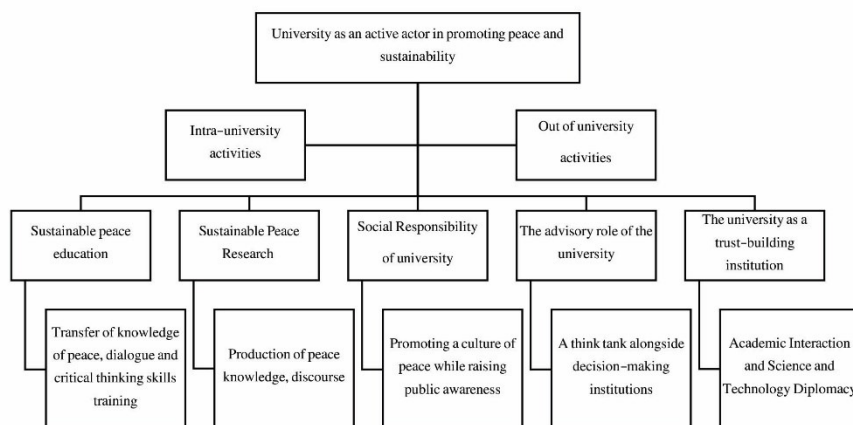 University as an active actor in promoting peace and
sustainability
Intra-university
activities
Out of university
activities
Sustainable peace
education
Sustainable Peace
Research
Social Responsibility
of university
The advisory role of the
university
The university as a
trust-building
institution
Transfer of knowledge
of peace, dialogue and
critical thinking skills
training
Production of peace
knowledge, discourse
Promoting a culture of
peace while raising
public awareness
A think tank alongside
decision-making
institutions
Academic Interaction
and Science and
Technology Diplomacy